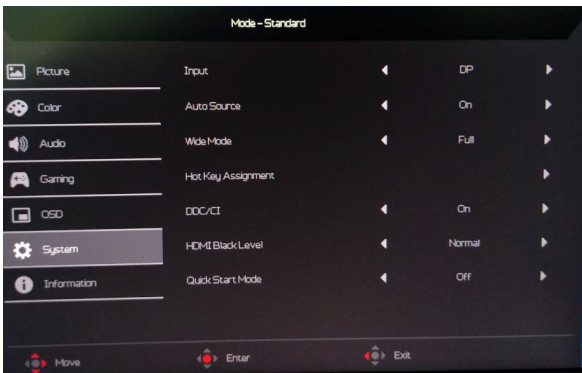 Mode - Standard
Picture
Input DP
Color
Auto Source On
Audio
Wide Mode Full
Gaming
Hot Key Assignment
OSD
DDC/CI On
System
HDMI Black Level Normal
Information
Quick Start Mode Off
Move Enter Exit